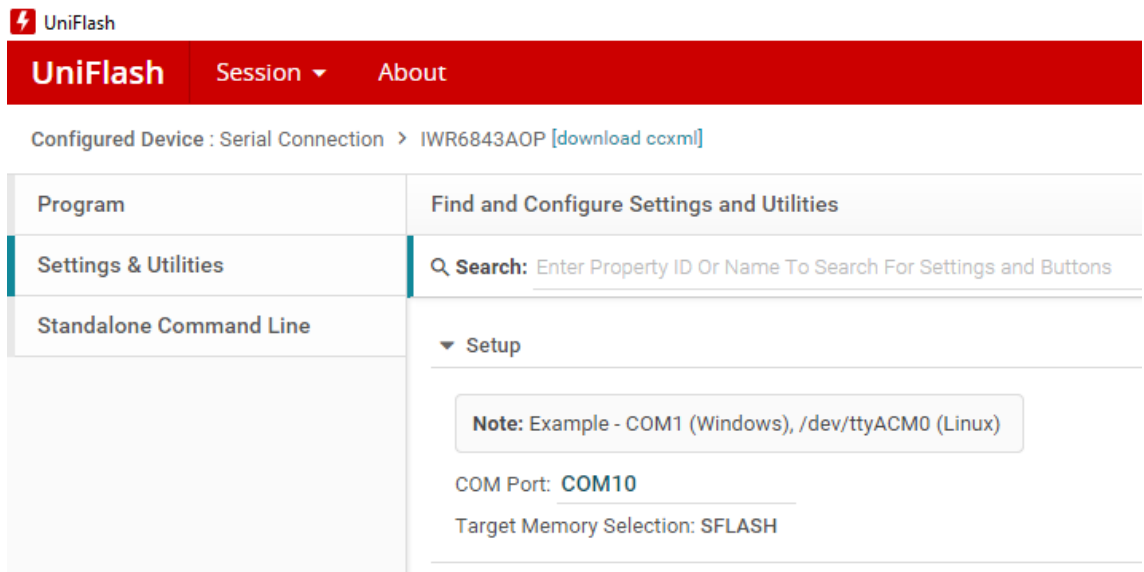 UniFlash
UniFlash Session About
Configured Device : Serial Connection > IWR6843AOP [download ccxml]
Program
Settings & Utilities
Standalone Command Line
Find and Configure Settings and Utilities
Search: Enter Property ID Or Name To Search For Settings and Buttons
Setup
Note: Example - COM1 (Windows), /dev/ttyACM0 (Linux)
COM Port: COM10
Target Memory Selection: SFLASH